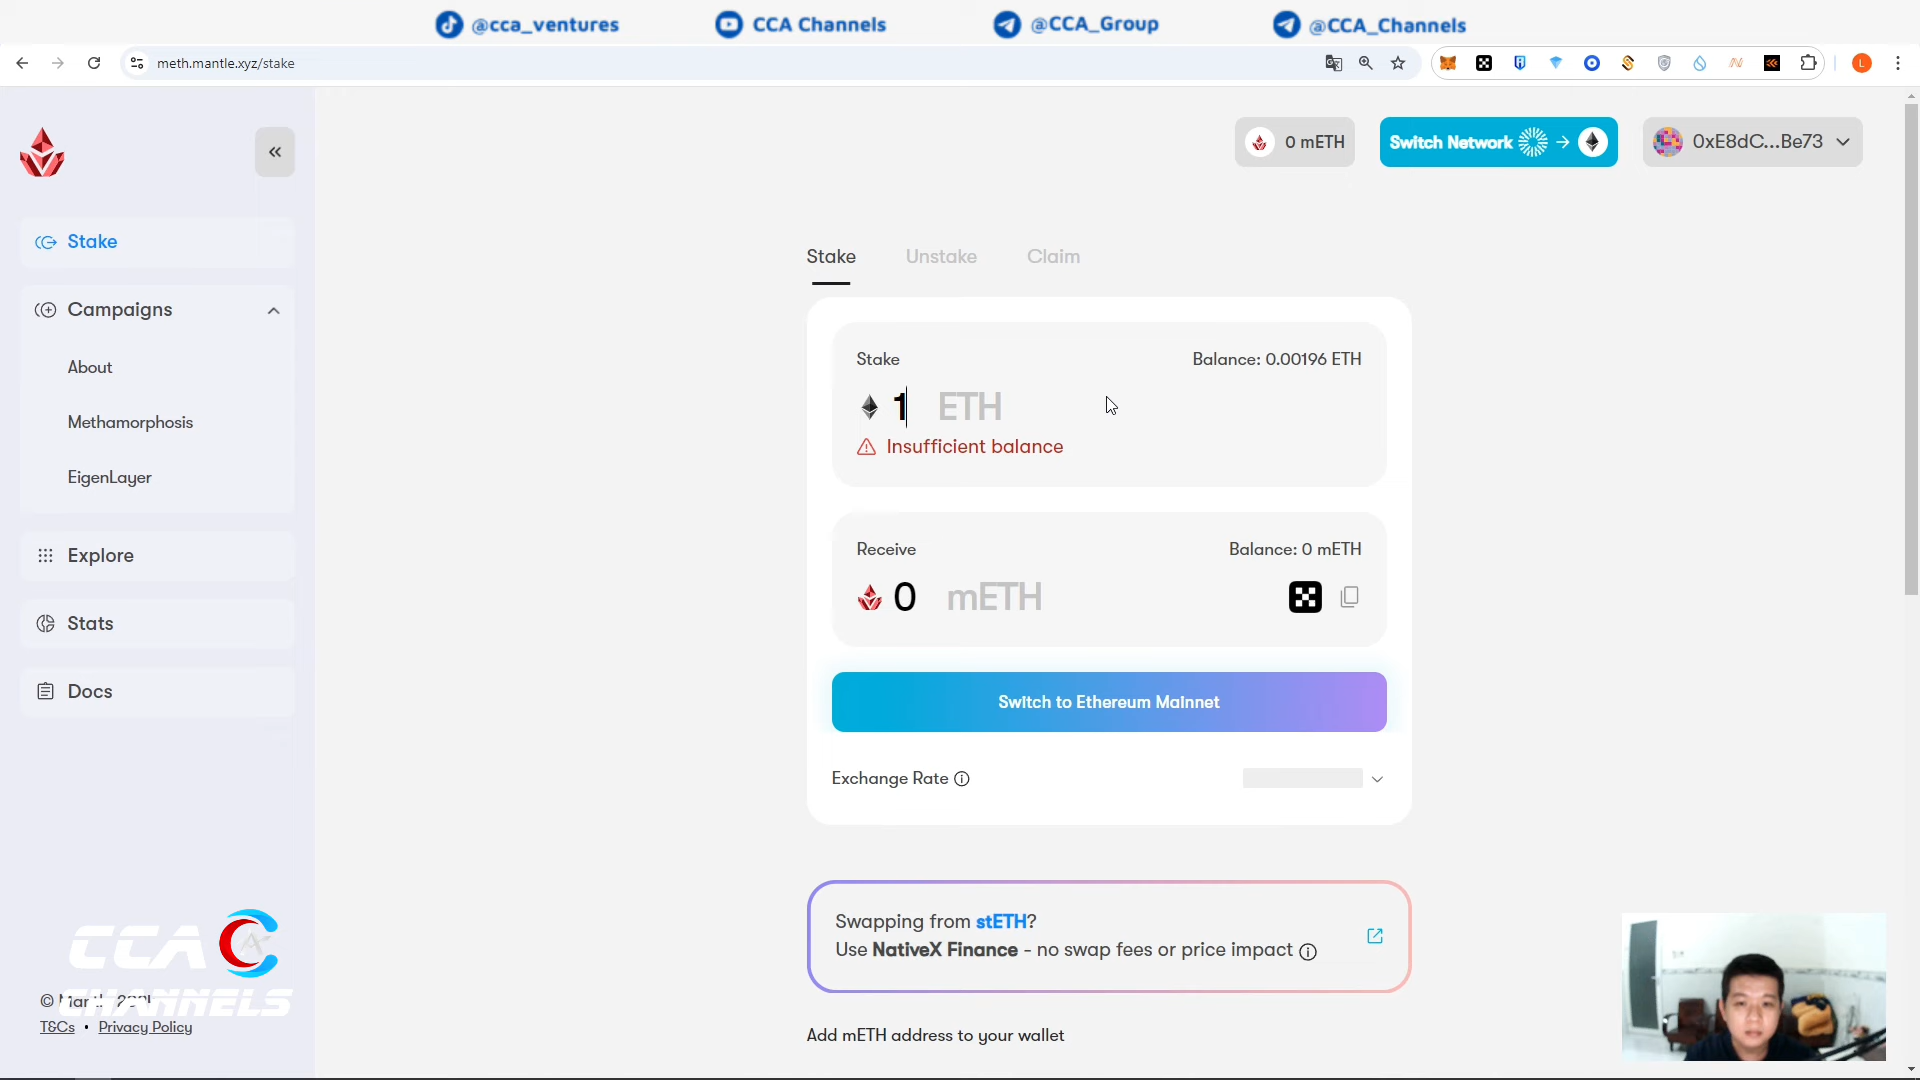 @cca_ventures
CCA Channels
@CCA_Group
@CCA_Channels
meth.mantle.xyz/stake
L
0 mETH
Switch Network
0xE8dC...Be73
Stake
Campaigns
About
Methamorphosis
EigenLayer
Explore
Stats
Docs
Stake
Unstake
Claim
Stake
Balance: 0.00196 ETH
1 ETH
Insufficient balance
Receive
Balance: 0 mETH
0 mETH
Switch to Ethereum Mainnet
Exchange Rate
Swapping from stETH?
Use NativeX Finance - no swap fees or price impact
Add mETH address to your wallet
CCA
CHANNELS
©
T&Cs • Privacy Policy